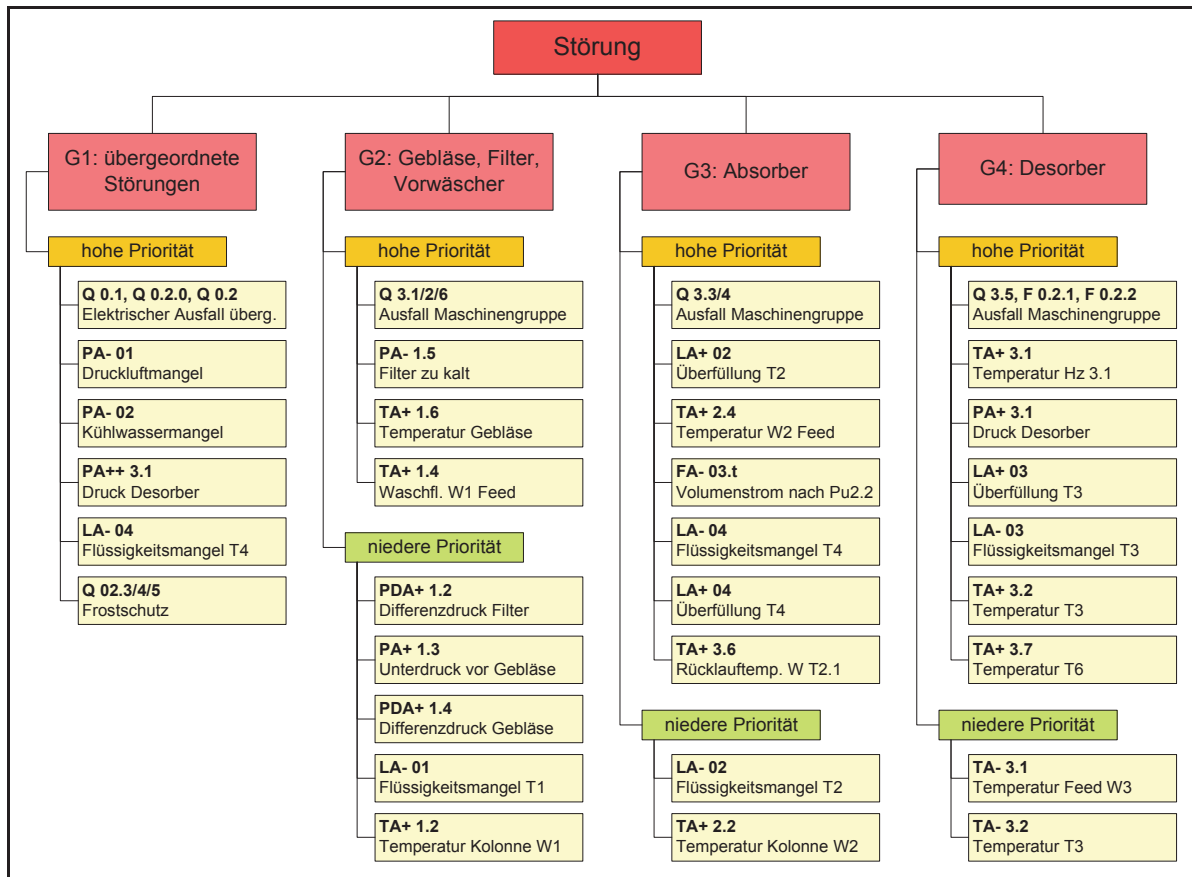 Störung
G1: übergeordnete
Störungen
hohe Priorität
Q 0.1, Q 0.2.0, Q 0.2
Elektrischer Ausfall überg.
PA- 01
Druckluftmangel
PA- 02
Kühlwassermangel
PA++ 3.1
Druck Desorber
LA- 04
Flüssigkeitsmangel T4
Q 02.3/4/5
Frostschutz
G2: Gebläse, Filter,
Vorwäscher
hohe Priorität
Q 3.1/2/6
Ausfall Maschinengruppe
PA- 1.5
Filter zu kalt
TA+ 1.6
Temperatur Gebläse
TA+ 1.4
Waschfl. W1 Feed
niedere Priorität
PDA+ 1.2
Differenzdruck Filter
PA+ 1.3
Unterdruck vor Gebläse
PDA+ 1.4
Differenzdruck Gebläse
LA- 01
Flüssigkeitsmangel T1
TA+ 1.2
Temperatur Kolonne W1
G3: Absorber
hohe Priorität
Q 3.3/4
Ausfall Maschinengruppe
LA+ 02
Überfüllung T2
TA+ 2.4
Temperatur W2 Feed
FA- 03.t
Volumenstrom nach Pu2.2
LA- 04
Flüssigkeitsmangel T4
LA+ 04
Überfüllung T4
TA+ 3.6
Rücklauftemp. W T2.1
niedere Priorität
LA- 02
Flüssigkeitsmangel T2
TA+ 2.2
Temperatur Kolonne W2
G4: Desorber
hohe Priorität
Q 3.5, F 0.2.1, F 0.2.2
Ausfall Maschinengruppe
TA+ 3.1
Temperatur Hz 3.1
PA+ 3.1
Druck Desorber
LA+ 03
Überfüllung T3
LA- 03
Flüssigkeitsmangel T3
TA+ 3.2
Temperatur T3
TA+ 3.7
Temperatur T6
niedere Priorität
TA- 3.1
Temperatur Feed W3
TA- 3.2
Temperatur T3